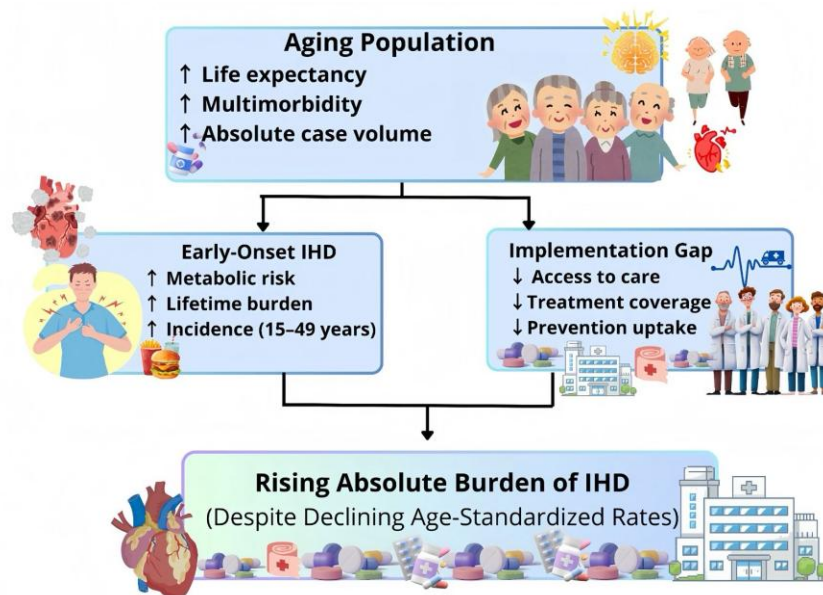 Aging Population
↑ Life expectancy
↑ Multimorbidity
↑ Absolute case volume
Early-Onset IHD
↑ Metabolic risk
↑ Lifetime burden
↑ Incidence (15–49 years)
Implementation Gap
↓ Access to care
↓ Treatment coverage
↓ Prevention uptake
Rising Absolute Burden of IHD
(Despite Declining Age-Standardized Rates)